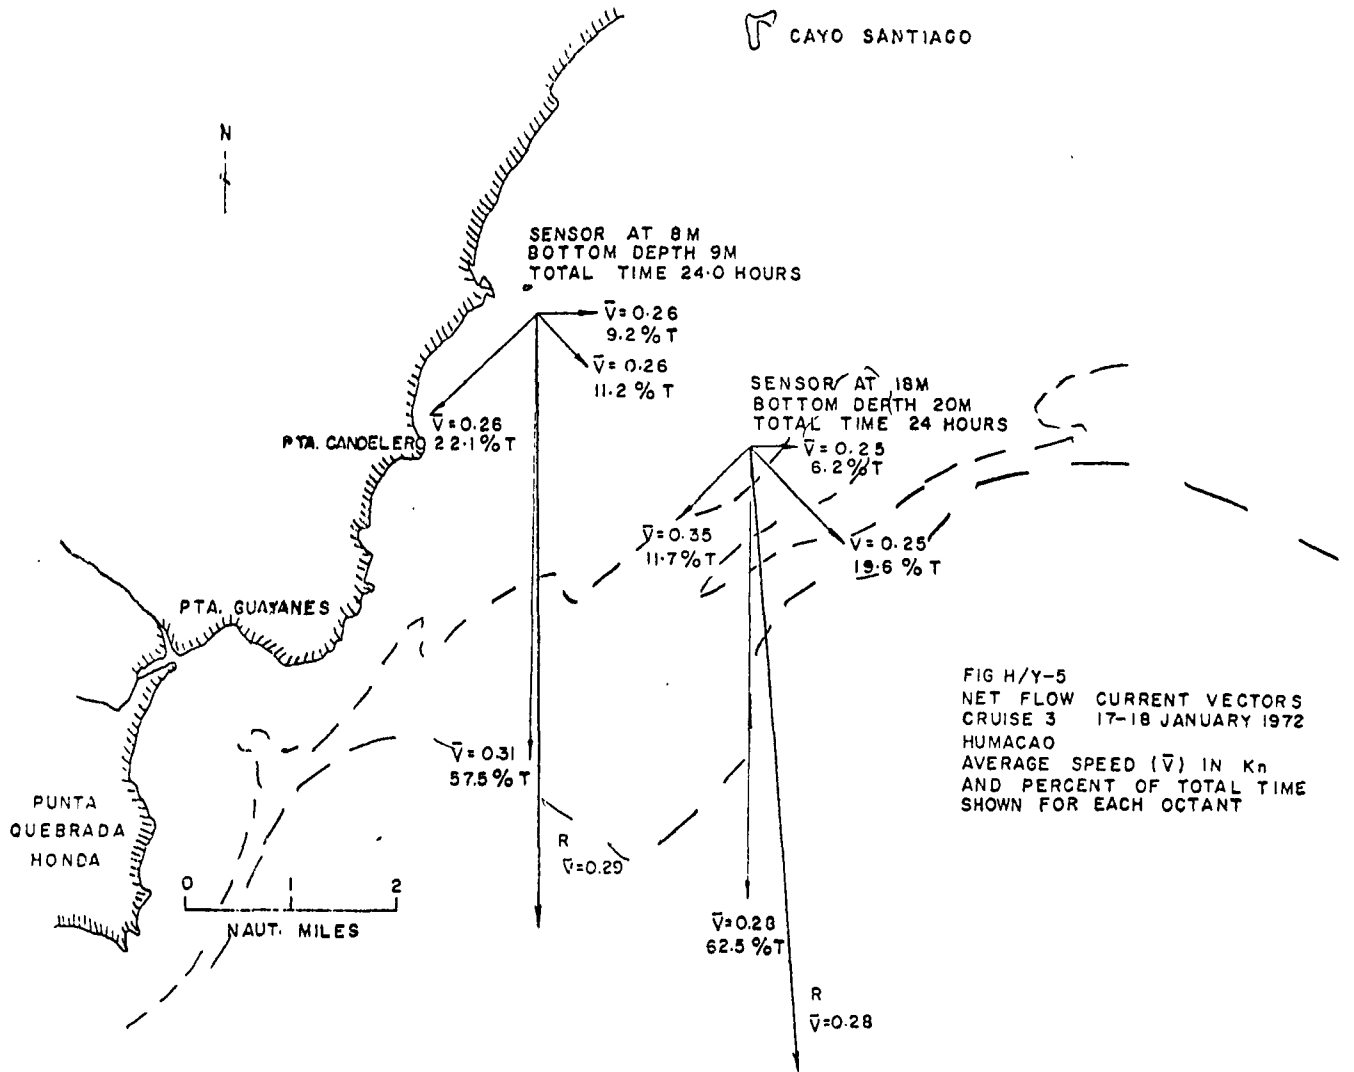 CAYO SANTIAGO
N
SENSOR AT 8M
BOTTOM DEPTH 9M
TOTAL TIME 24.0 HOURS
V̄=0.26
9.2% T
V̄=0.26
11.2% T
V̄=0.26
PTA. CANDELERO 22.1% T
SENSOR AT 18M
BOTTOM DEPTH 20M
TOTAL TIME 24 HOURS
V̄=0.25
6.2% T
V̄=0.35
11.7% T
V̄=0.25
19.6% T
PTA. GUAYANES
FIG H/Y-5
NET FLOW CURRENT VECTORS
CRUISE 3 17-18 JANUARY 1972
HUMACAO
AVERAGE SPEED (V̄) IN Kn
AND PERCENT OF TOTAL TIME
SHOWN FOR EACH OCTANT
V̄=0.31
57.5% T
PUNTA
QUEBRADA
HONDA
R
V̄=0.29
0 1 2
NAUT. MILES
V̄=0.28
62.5% T
R
V̄=0.28